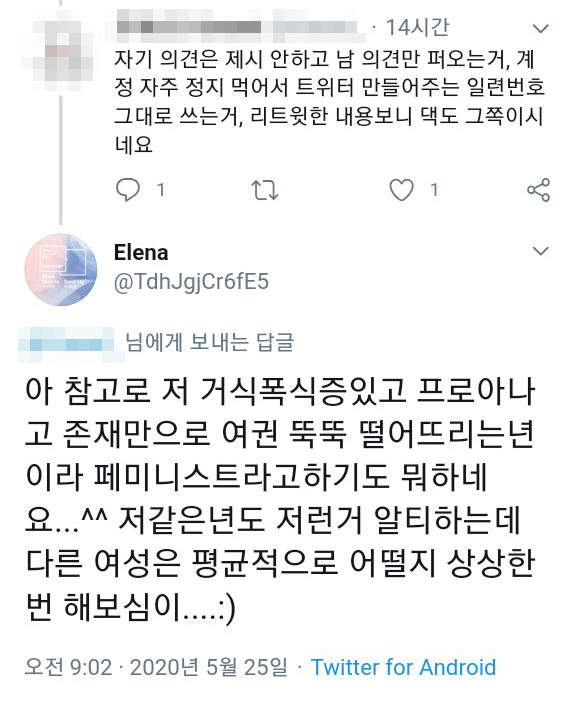 · 14시간
자기 의견은 제시 안하고 남 의견만 퍼오는거, 계
정 자주 정지 먹어서 트위터 만들어주는 일련번호
그대로 쓰는거, 리트윗한 내용보니 댁도 그쪽이시
네요
1 1
Elena
@TdhJgjCr6fE5
님에게 보내는 답글
아 참고로 저 거식폭식증있고 프로아나
고 존재만으로 여권 뚝뚝 떨어뜨리는년
이라 페미니스트라고하기도 뭐하네
요...^^ 저같은년도 저런거 알티하는데
다른 여성은 평균적으로 어떨지 상상한
번 해보심이....:)
오전 9:02 · 2020년 5월 25일 · Twitter for Android